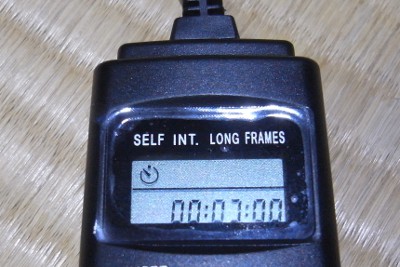 SELF INT. LONG FRAMES
00:07:00